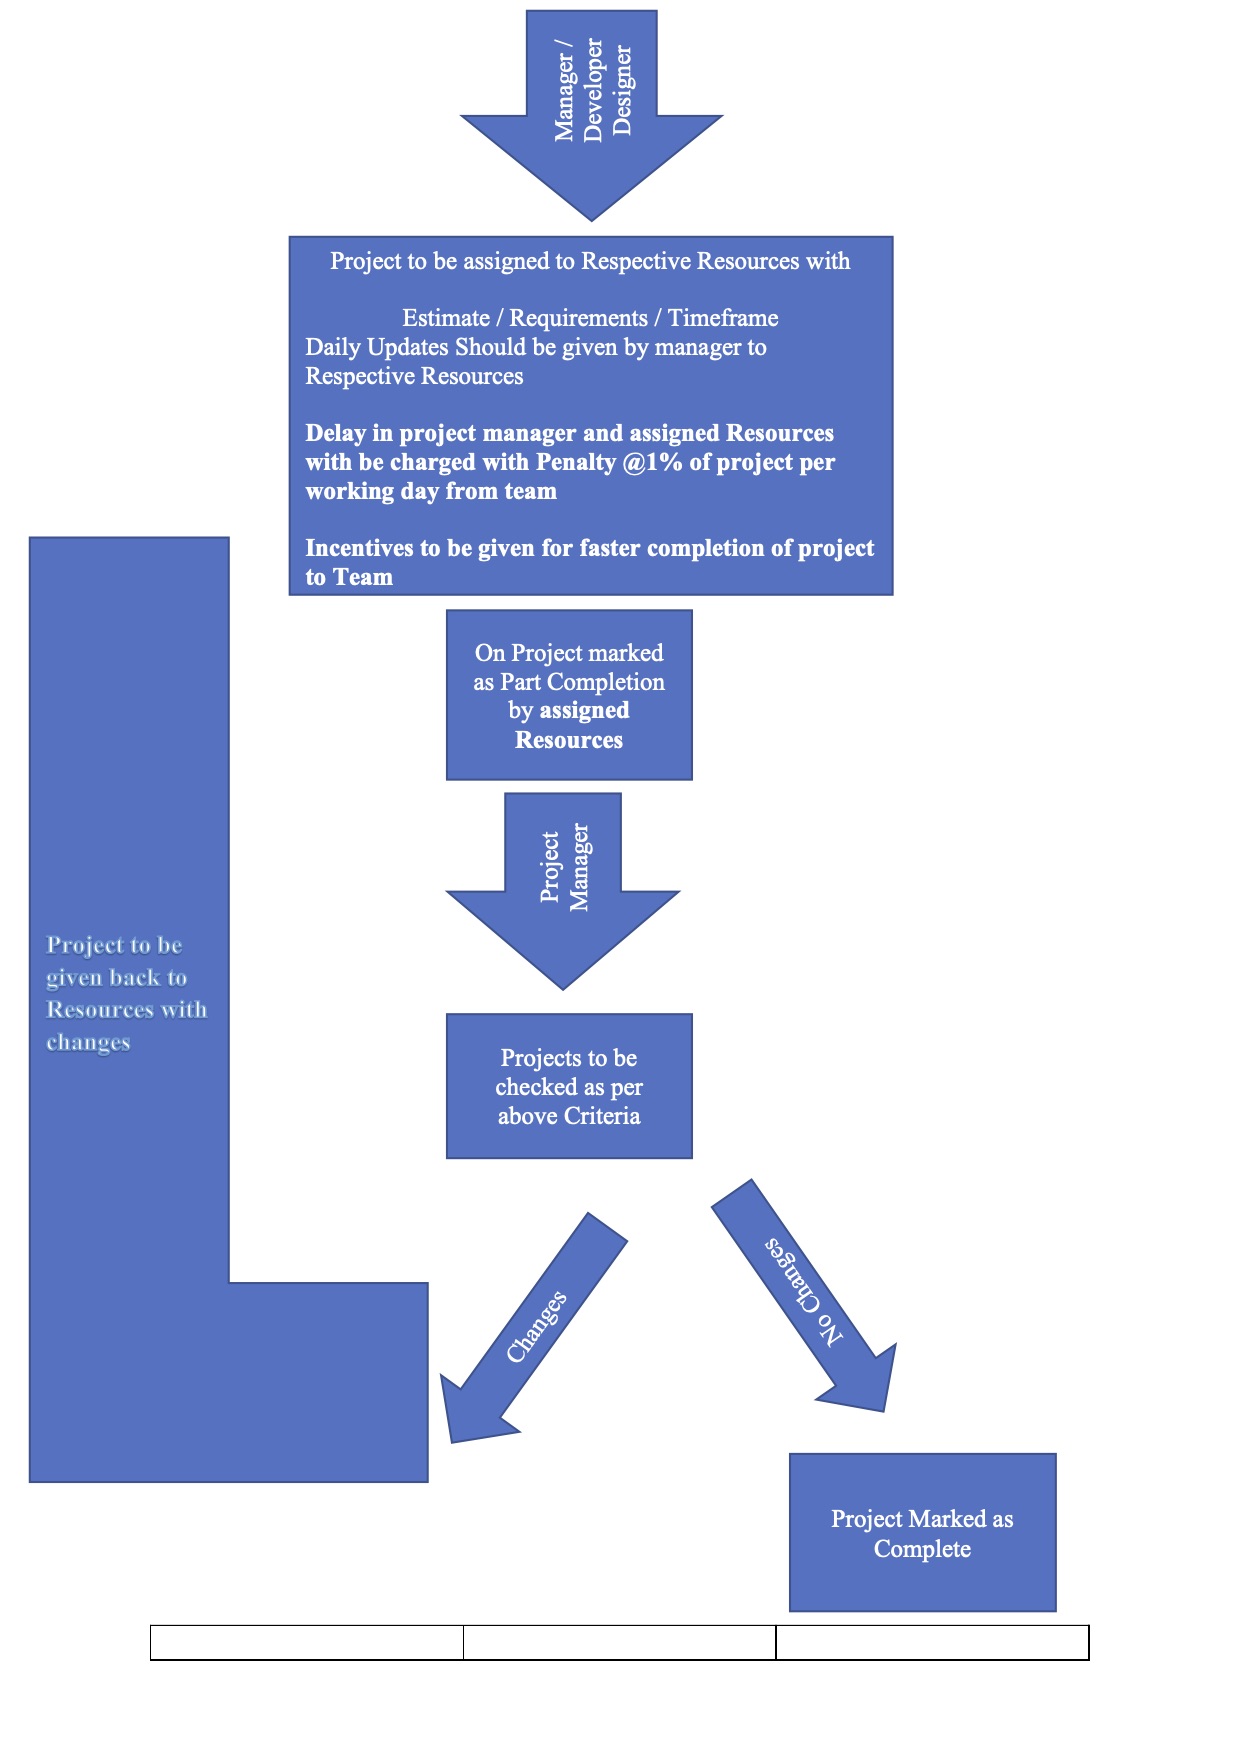 Manager /
Developer
Designer
Project to be assigned to Respective Resources with
Estimate / Requirements / Timeframe
Daily Updates Should be given by manager to
Respective Resources
Delay in project manager and assigned Resources
with be charged with Penalty @1% of project per
working day from team
Incentives to be given for faster completion of project
to Team
On Project marked
as Part Completion
by assigned
Resources
Project
Manager
Project to be
given back to
Resources with
changes
Projects to be
checked as per
above Criteria
Changes
No Changes
Project Marked as
Complete